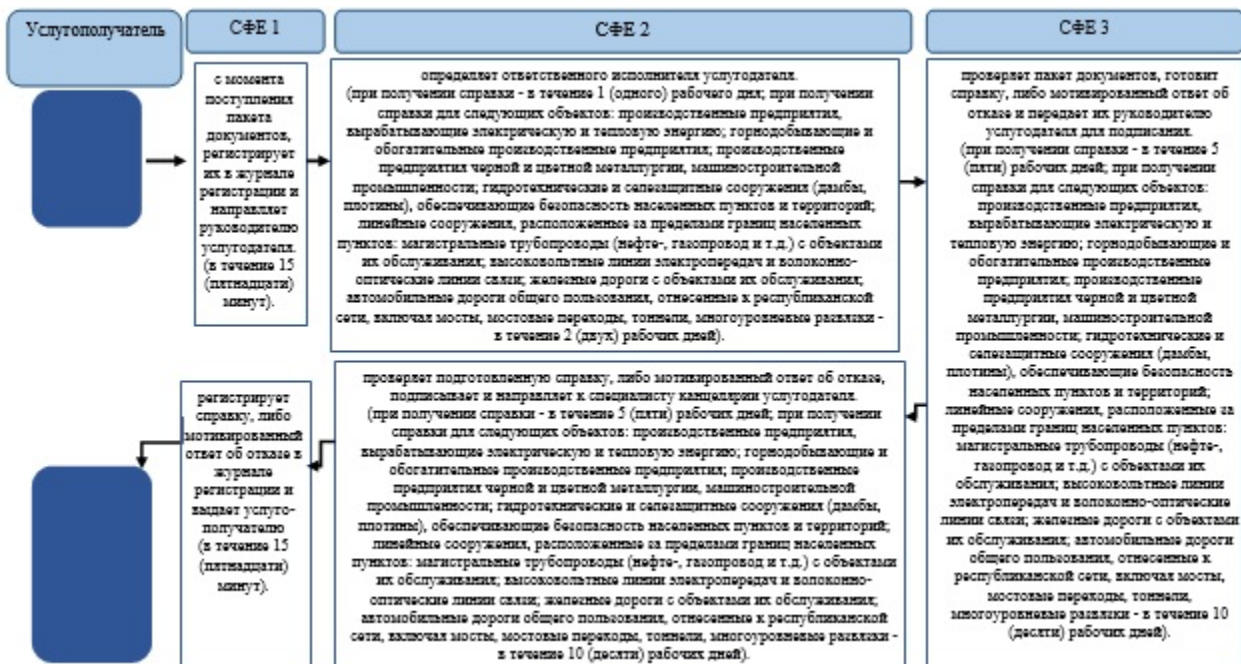 Услугополучатель
СФЕ 1
СФЕ 2
СФЕ 3
с момента
поступления
пакета
документов,
регистрирует
их в журнале
регистрации и
направляет
руководителю
услугодателя.
(в течение 15
(пятнадцати)
минут).
определяет ответственного исполнителя услугодателя.
(при получении справки - в течение 1 (одного) рабочего дня; при получении
справки для следующих объектов: производственные предприятия,
вырабатывающие электрическую и тепловую энергию; горнодобывающие и
обогатительные производственные предприятия; производственные
предприятия черной и цветной металлургии, машиностроительной
промышленности; гидротехнические и селезащитные сооружения (дамбы,
плотины), обеспечивающие безопасность населенных пунктов и территорий;
линейные сооружения, расположенные за пределами границ населенных
пунктов: магистральные трубопроводы (нефте-, газопровод и т.д.) с объектами
их обслуживания; высоковольтные линии электропередач и волоконно-
оптические линии связи; железные дороги с объектами их обслуживания;
автомобильные дороги общего пользования, отнесенные к республиканской
сети, включая мосты, мостовые переходы, тоннели, многоуровневые развязки -
в течение 2 (двух) рабочих дней).
проверяет пакет документов, готовит
справку, либо мотивированный ответ об
отказе и передает их руководителю
услугодателя для подписания.
(при получении справки - в течение 5
(пяти) рабочих дней; при получении
справки для следующих объектов:
производственные предприятия,
вырабатывающие электрическую и
тепловую энергию; горнодобывающие и
обогатительные производственные
предприятия; производственные
предприятия черной и цветной
металлургии, машиностроительной
промышленности; гидротехнические и
селезащитные сооружения (дамбы,
плотины), обеспечивающие безопасность
населенных пунктов и территорий;
линейные сооружения, расположенные за
пределами границ населенных пунктов:
магистральные трубопроводы (нефте-,
газопровод и т.д.) с объектами их
обслуживания; высоковольтные линии
электропередач и волоконно-оптические
линии связи; железные дороги с объектами
их обслуживания; автомобильные дороги
общего пользования, отнесенные к
республиканской сети, включая мосты,
мостовые переходы, тоннели,
многоуровневые развязки - в течение 10
(десяти) рабочих дней).
проверяет подготовленную справку, либо мотивированный ответ об отказе,
подписывает и направляет к специалисту канцелярии услугодателя.
(при получении справки - в течение 5 (пяти) рабочих дней; при получении
справки для следующих объектов: производственные предприятия,
вырабатывающие электрическую и тепловую энергию; горнодобывающие и
обогатительные производственные предприятия; производственные
предприятия черной и цветной металлургии, машиностроительной
промышленности; гидротехнические и селезащитные сооружения (дамбы,
плотины), обеспечивающие безопасность населенных пунктов и территорий;
линейные сооружения, расположенные за пределами границ населенных
пунктов: магистральные трубопроводы (нефте-, газопровод и т.д.) с объектами
их обслуживания; высоковольтные линии электропередач и волоконно-
оптические линии связи; железные дороги с объектами их обслуживания;
автомобильные дороги общего пользования, отнесенные к республиканской
сети, включая мосты, мостовые переходы, тоннели, многоуровневые развязки -
в течение 10 (десяти) рабочих дней).
регистрирует
справку, либо
мотивированный
ответ об отказе в
журнале
регистрации и
выдает услуго-
получателю
(в течение 15
(пятнадцати)
минут).